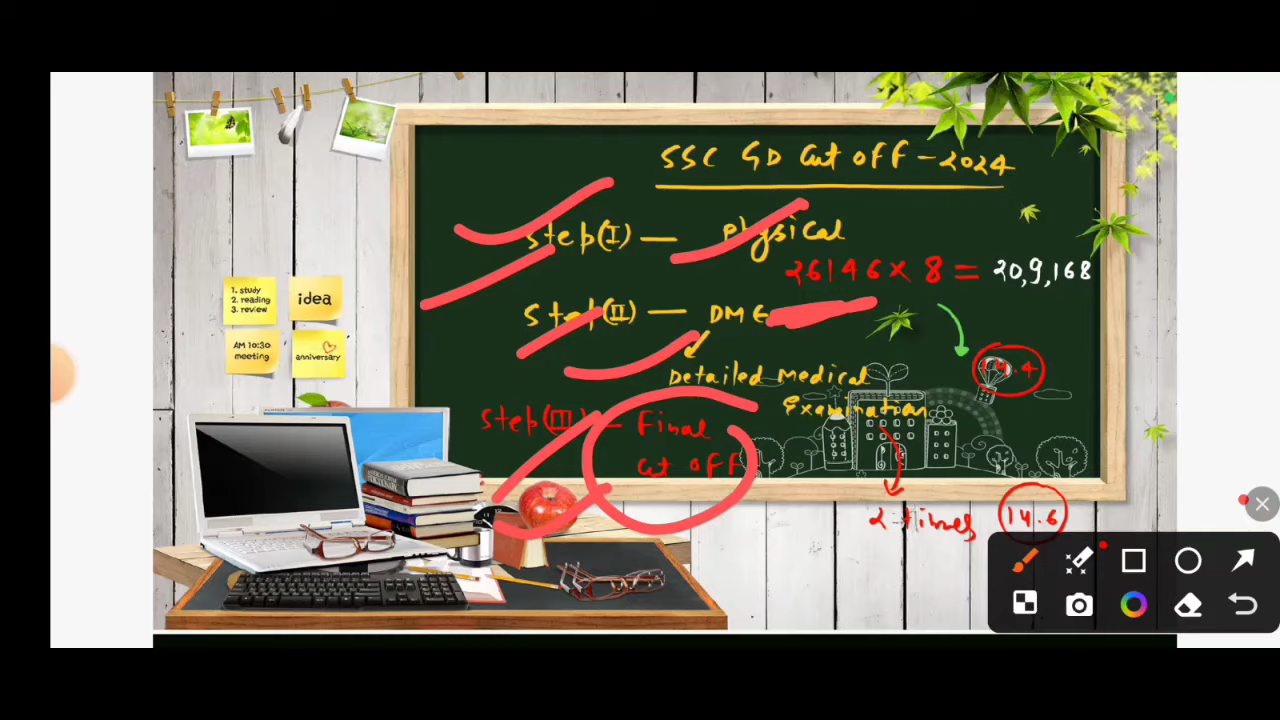 SSC GD Cut off - 2024
Step(I) — Physical
26146 × 8 = 20,9,168
Step(II) — DME
Detailed Medical
Examination
14.4
Step(III) — Final
Cut off
2 times
14.6
1. study
2. reading
3. review
idea
AM 10:30
meeting
anniversary